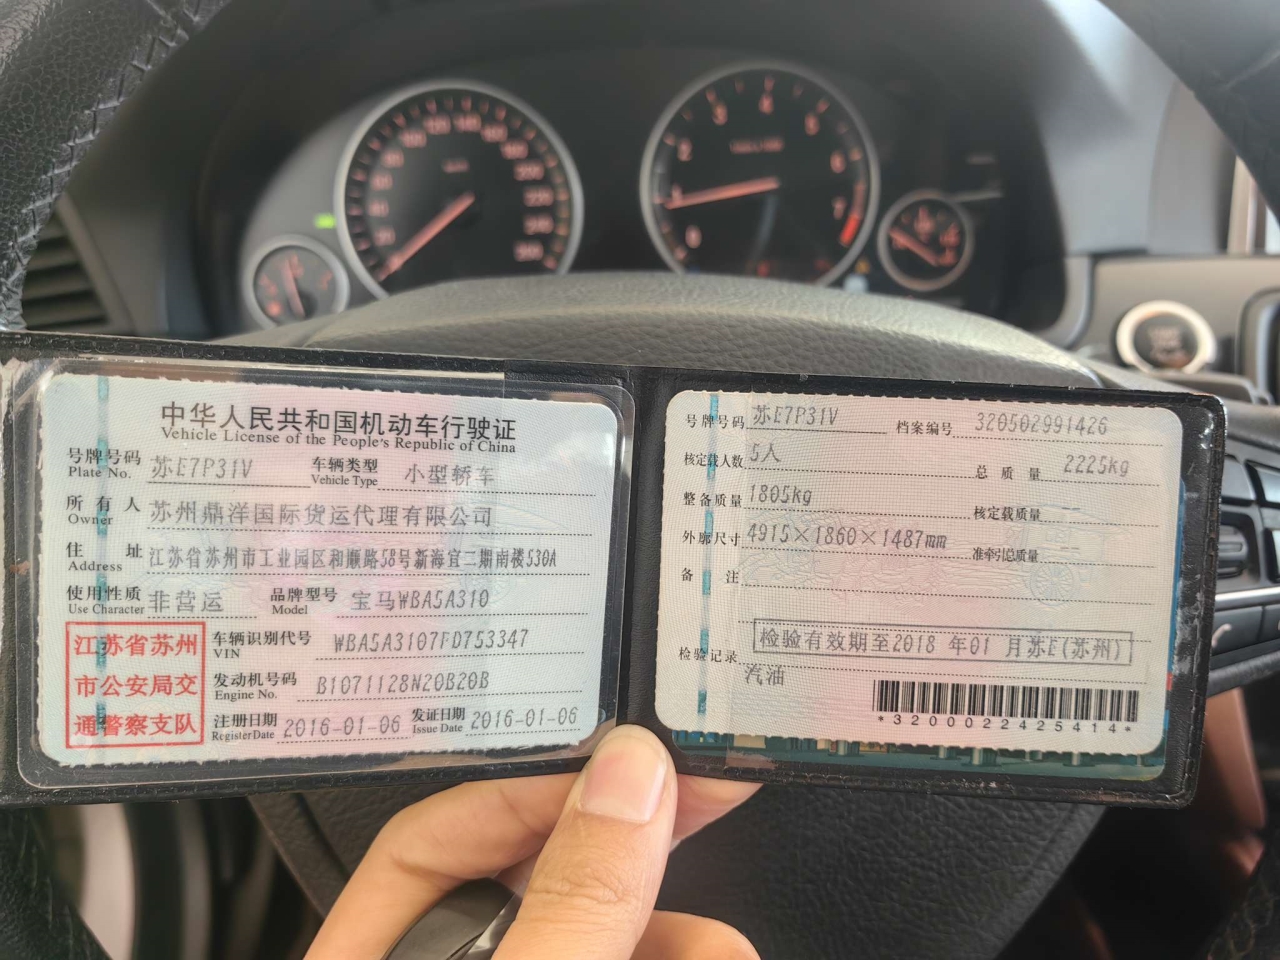 中华人民共和国机动车行驶证
Vehicle License of the People's Republic of China
号牌号码 Plate No. 苏E7P31V 车辆类型 Vehicle Type 小型轿车
所有人 Owner 苏州鼎洋国际货运代理有限公司
住址 Address 江苏省苏州市工业园区和顺路58号新海宜二期南楼530A
使用性质 Use Character 非营运 品牌型号 Model 宝马WBA5A310
江苏省苏州
市公安局交
通警察支队
车辆识别代号 VIN WBA5A3107FD753347
发动机号码 Engine No. B1071128N20B20B
注册日期 Register Date 2016-01-06 发证日期 Issue Date 2016-01-06
号牌号码 苏E7P31V 档案编号 320502991426
核定载人数 5人 总质量 2225kg
整备质量 1805kg 核定载质量 --
外廓尺寸 4915×1860×1487mm 准牵引总质量 --
备注
检验记录 检验有效期至2018 年01 月苏E(苏州)
汽油
*3200022425414*